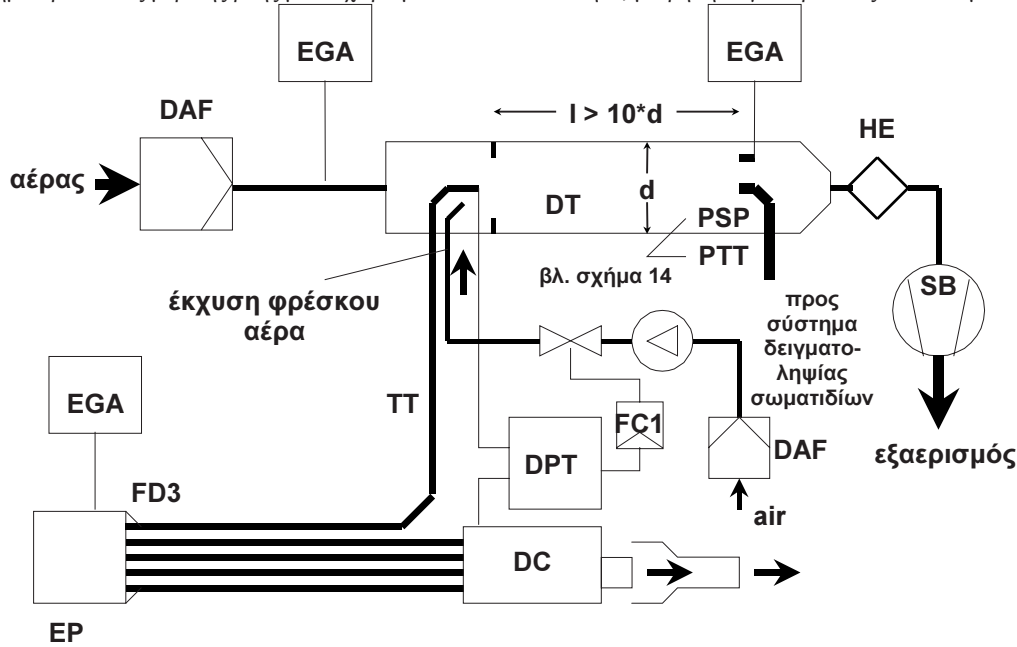 EGA
EGA
DAF
l > 10*d
HE
αέρας
d
DT
PSP
PTT
βλ. σχήμα 14
SB
έκχυση φρέσκου
αέρα
προς
σύστημα
δειγματο-
ληψίας
σωματιδίων
EGA
TT
FC1
DPT
DAF
εξαερισμός
FD3
air
DC
EP